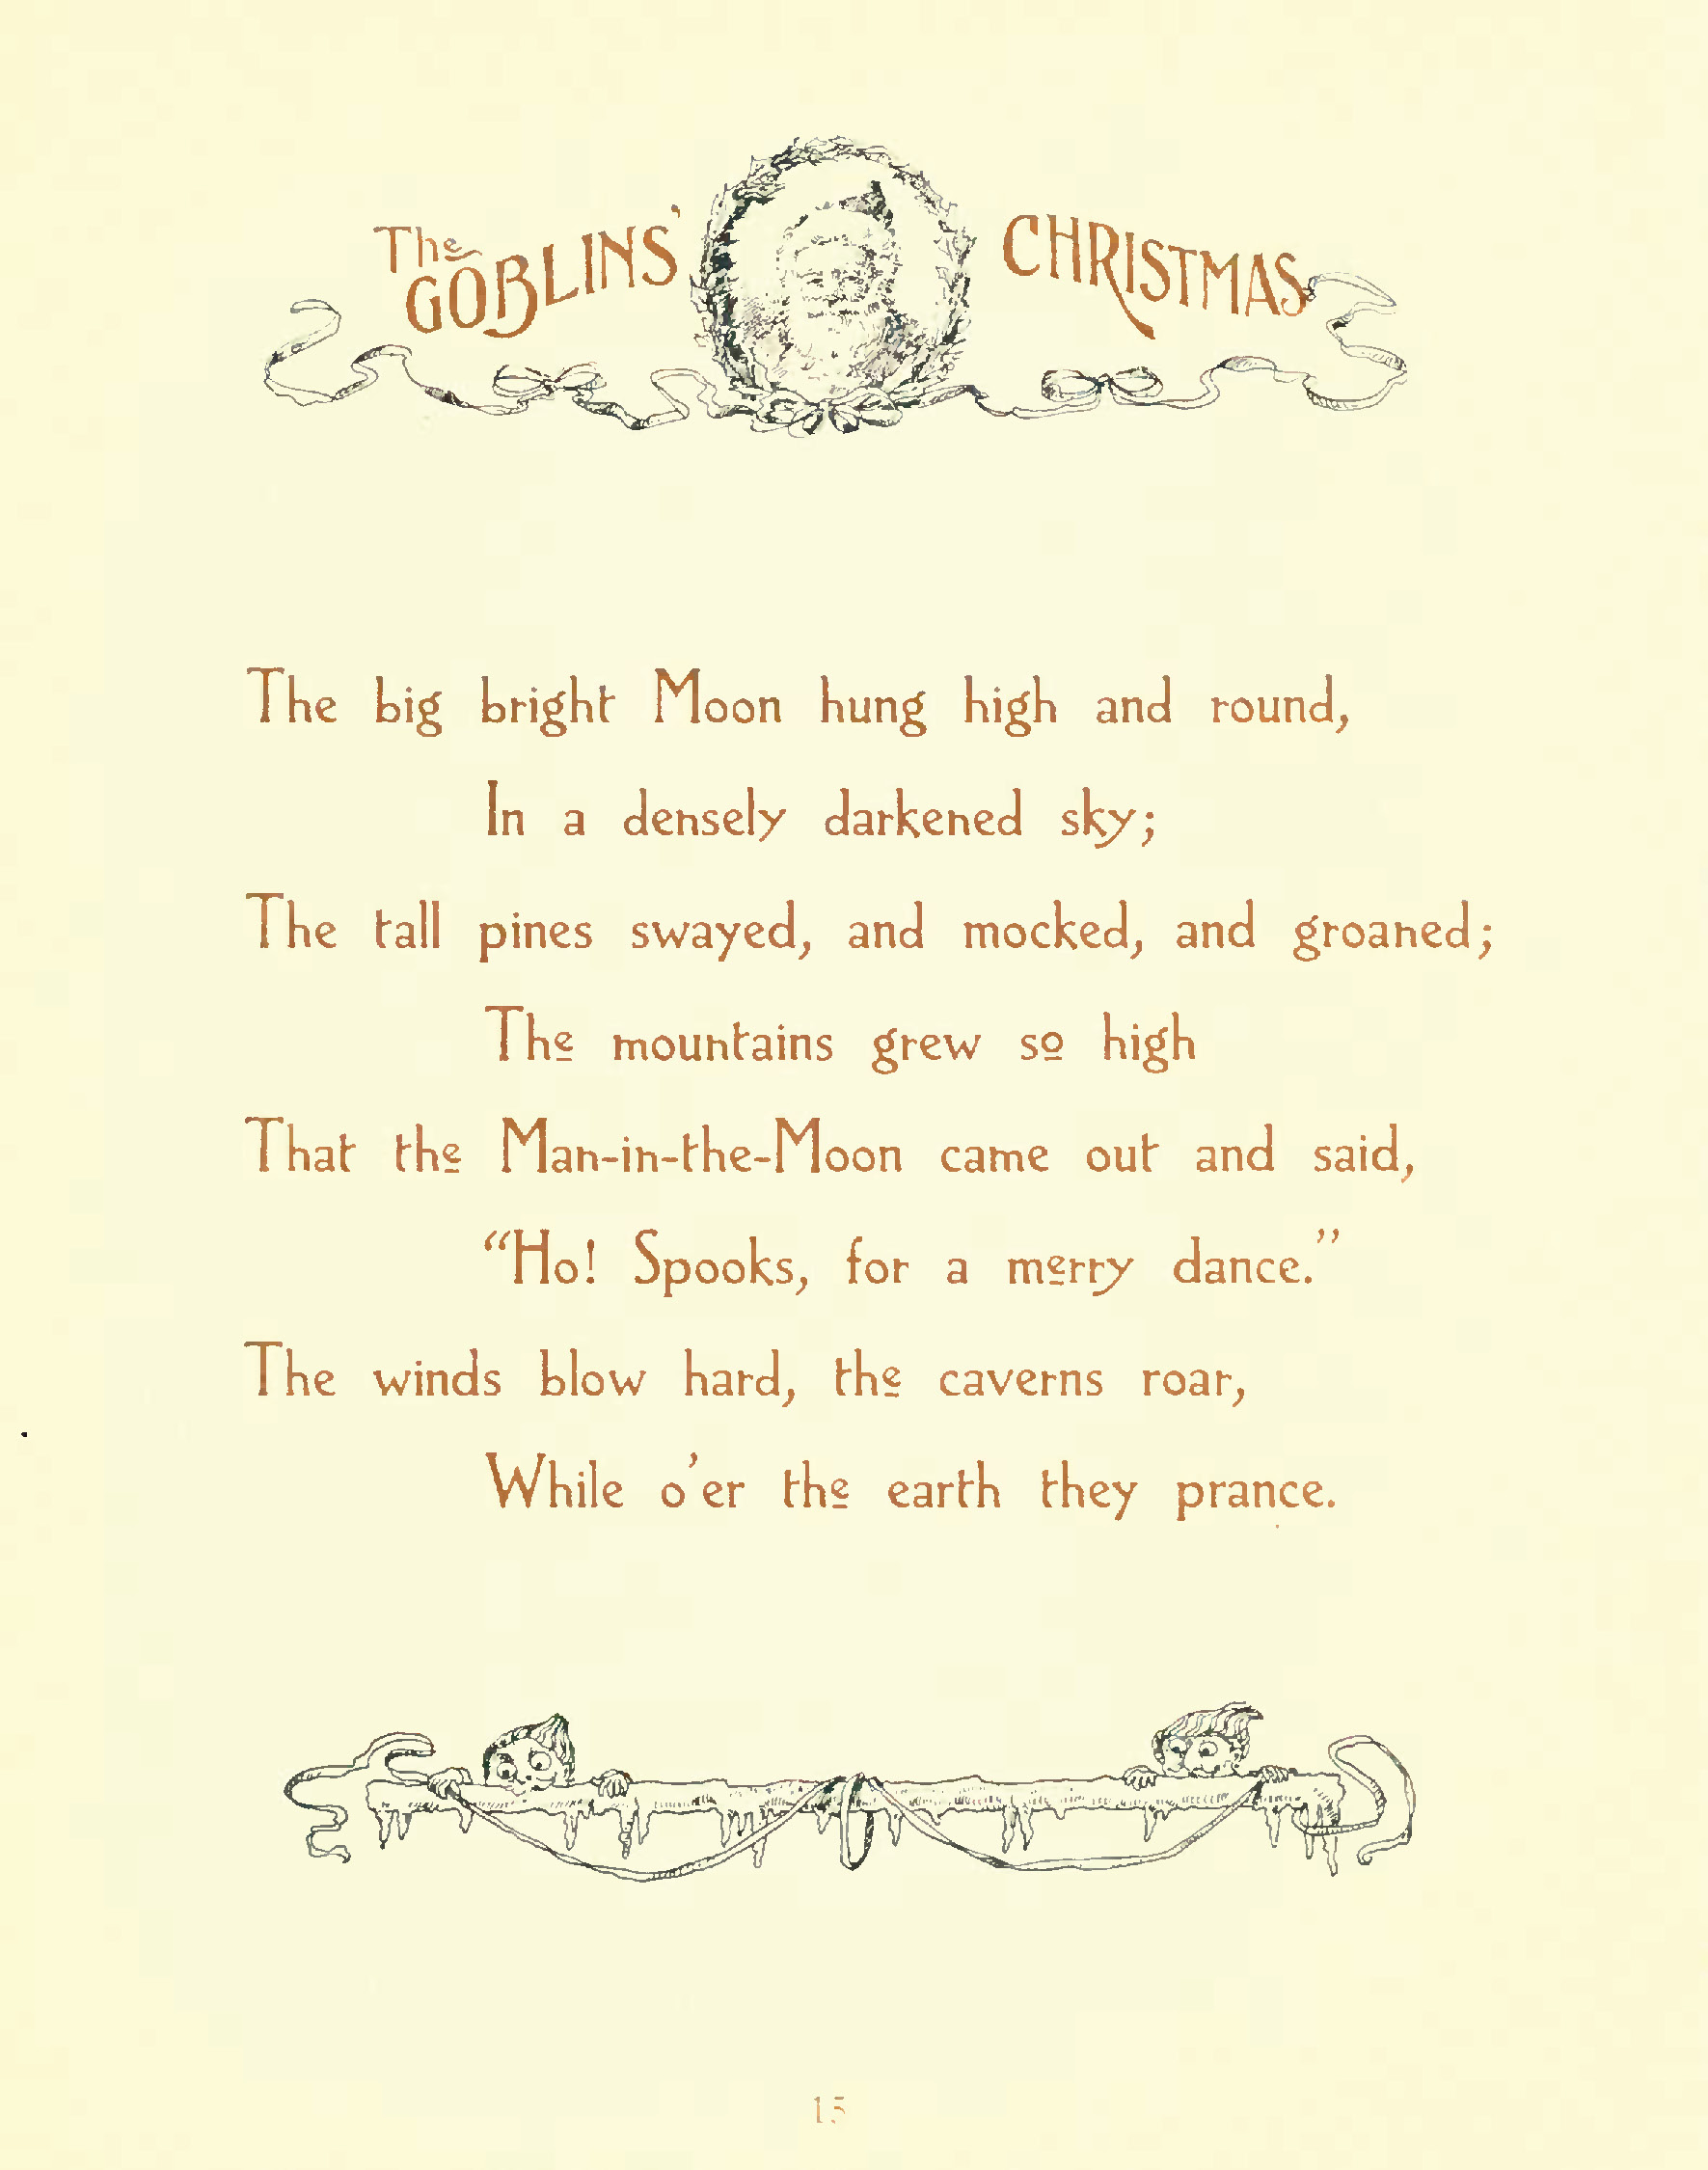 The GOBLINS' CHRISTMAS
The big bright Moon hung high and round,
In a densely darkened sky;
The tall pines swayed, and mocked, and groaned;
The mountains grew so high
That the Man-in-the-Moon came out and said,
“Ho! Spooks, for a merry dance.”
The winds blow hard, the caverns roar,
While o'er the earth they prance.
15